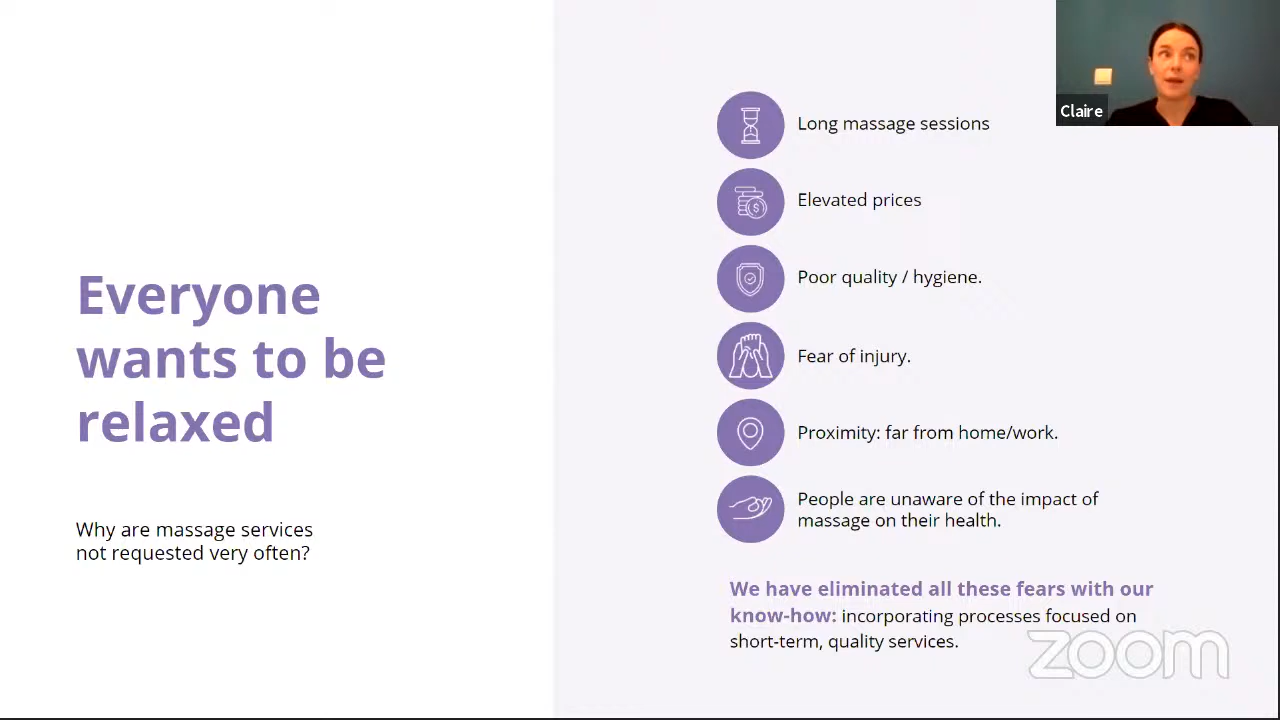 Claire
Everyone
wants to be
relaxed
Why are massage services
not requested very often?
Long massage sessions
Elevated prices
Poor quality / hygiene.
Fear of injury.
Proximity: far from home/work.
People are unaware of the impact of
massage on their health.
We have eliminated all these fears with our
know-how: incorporating processes focused on
short-term, quality services.
zoom